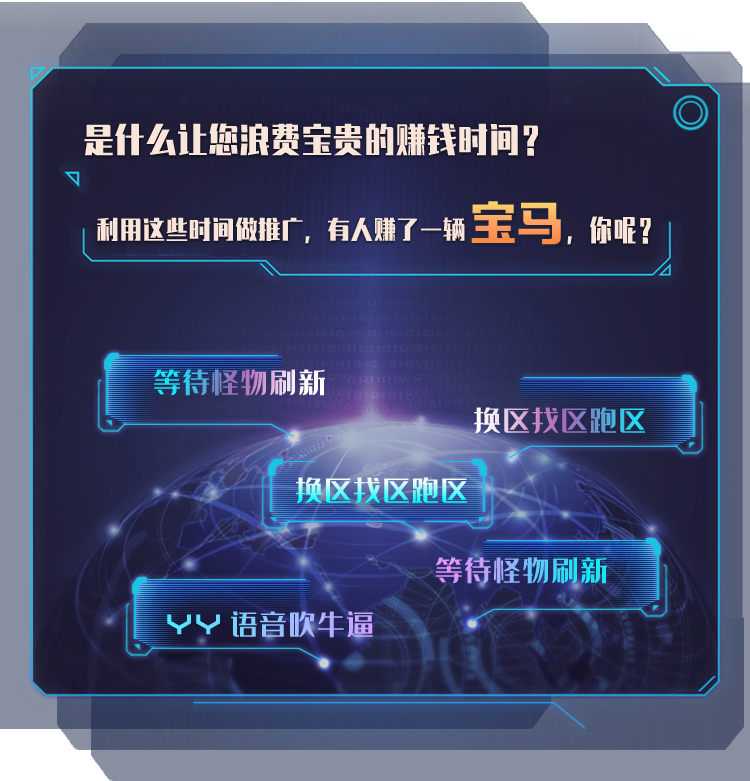 是什么让您浪费宝贵的赚钱时间？
利用这些时间做推广，有人赚了一辆宝马，你呢？
等待怪物刷新
换区找区跑区
换区找区跑区
等待怪物刷新
YY 语音吹牛逼